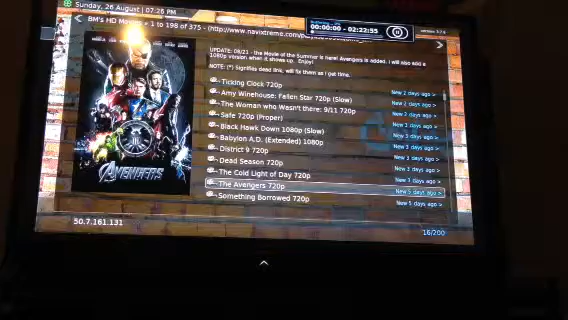 Sunday, 26 August | 07:26 PM
BM's HD Movies 1 to 198 of 375 - (http://www.navixtreme.com/
00:00:00 - 02:22:55
UPDATE: 08/21 - the Movie of the Summer is here! Avengers is added. I will also add a
1080p version when it shows up. Enjoy!
NOTE: (*) Signifies dead link, will fix them as I get time.
Ticking Clock 720p
Amy Winehouse: Fallen Star 720p (Slow) New 2 days ago >
The Woman who Wasn't there: 9/11 720p New 2 days ago >
Safe 720p (Proper) New 3 days ago >
Black Hawk Down 1080p (Slow) New 3 days ago >
Babylon A.D. (Extended) 1080p New 3 days ago >
District 9 720p New 3 days ago >
Dead Season 720p New 3 days ago >
The Cold Light of Day 720p New 3 days ago >
The Avengers 720p New 5 days ago >
Something Borrowed 720p New 5 days ago >
AVENGERS
50.7.161.131
16/200